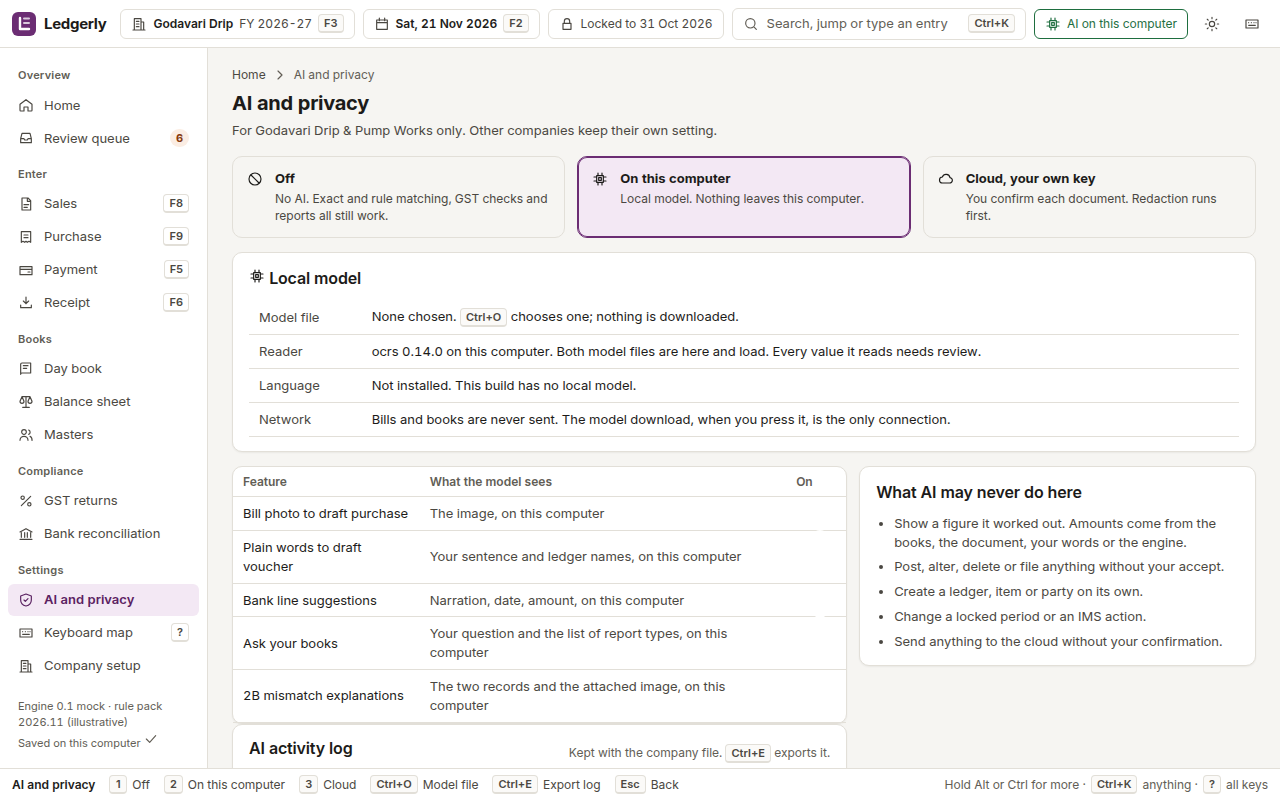 Ledgerly
Godavari Drip FY 2026-27 F3
Sat, 21 Nov 2026 F2
Locked to 31 Oct 2026
Search, jump or type an entry Ctrl+K
AI on this computer
Overview
Home
Review queue 6
Enter
Sales F8
Purchase F9
Payment F5
Receipt F6
Books
Day book
Balance sheet
Masters
Compliance
GST returns
Bank reconciliation
Settings
AI and privacy
Keyboard map ?
Company setup
Engine 0.1 mock · rule pack
2026.11 (illustrative)
Saved on this computer
Home > AI and privacy
AI and privacy
For Godavari Drip & Pump Works only. Other companies keep their own setting.
Off
No AI. Exact and rule matching, GST checks and
reports all still work.
On this computer
Local model. Nothing leaves this computer.
Cloud, your own key
You confirm each document. Redaction runs
first.
Local model
Model file None chosen. Ctrl+O chooses one; nothing is downloaded.
Reader ocrs 0.14.0 on this computer. Both model files are here and load. Every value it reads needs review.
Language Not installed. This build has no local model.
Network Bills and books are never sent. The model download, when you press it, is the only connection.
Feature What the model sees On
Bill photo to draft purchase The image, on this computer
Plain words to draft
voucher
Your sentence and ledger names, on this computer
Bank line suggestions Narration, date, amount, on this computer
Ask your books
Your question and the list of report types, on this
computer
2B mismatch explanations
The two records and the attached image, on this
computer
What AI may never do here
• Show a figure it worked out. Amounts come from the
books, the document, your words or the engine.
• Post, alter, delete or file anything without your accept.
• Create a ledger, item or party on its own.
• Change a locked period or an IMS action.
• Send anything to the cloud without your confirmation.
AI activity log Kept with the company file. Ctrl+E exports it.
AI and privacy 1 Off 2 On this computer 3 Cloud Ctrl+O Model file Ctrl+E Export log Esc Back Hold Alt or Ctrl for more · Ctrl+K anything · ? all keys